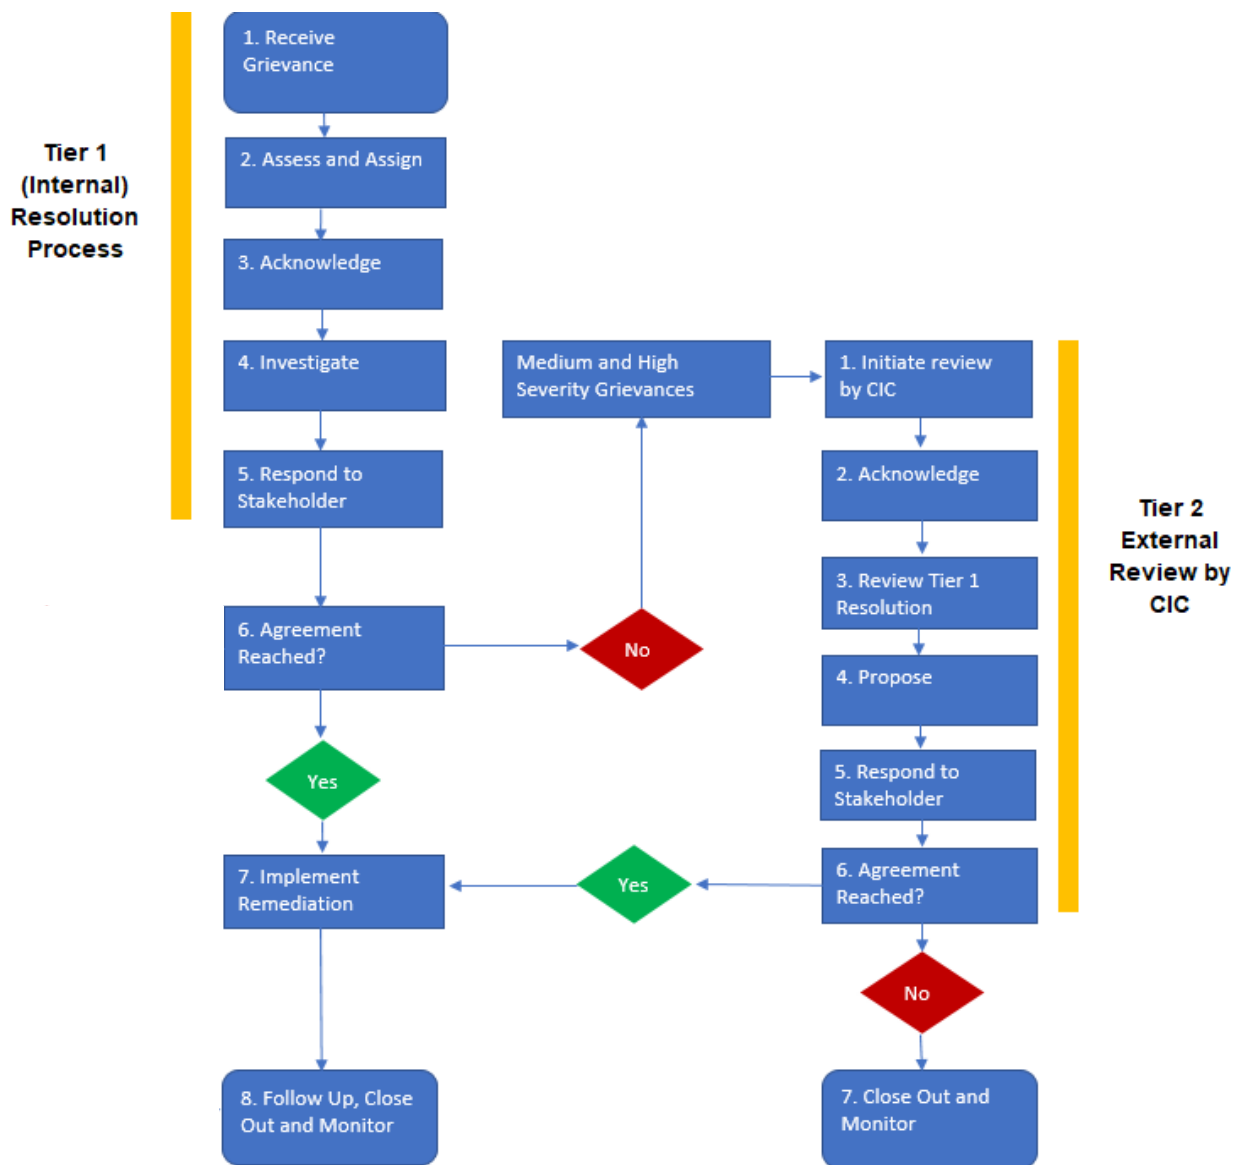 Tier 1
(Internal)
Resolution
Process
1. Receive
Grievance
2. Assess and Assign
3. Acknowledge
4. Investigate
5. Respond to
Stakeholder
6. Agreement
Reached?
No
Yes
7. Implement
Remediation
8. Follow Up, Close
Out and Monitor
Medium and High
Severity Grievances
1. Initiate review
by CIC
2. Acknowledge
3. Review Tier 1
Resolution
4. Propose
5. Respond to
Stakeholder
6. Agreement
Reached?
Yes
No
7. Close Out and
Monitor
Tier 2
External
Review by
CIC